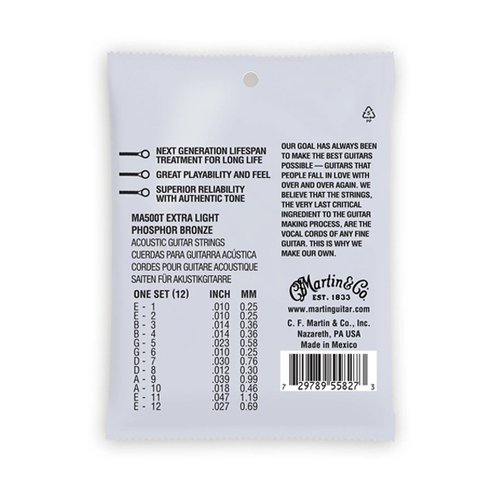 5
PP
NEXT GENERATION LIFESPAN
TREATMENT FOR LONG LIFE
GREAT PLAYABILITY AND FEEL
SUPERIOR RELIABILITY
WITH AUTHENTIC TONE
MA500T EXTRA LIGHT
PHOSPHOR BRONZE
ACOUSTIC GUITAR STRINGS
CUERDAS PARA GUITARRA ACÚSTICA
CORDES POUR GUITARE ACOUSTIQUE
SAITEN FÜR AKUSTIKGITARRE
ONE SET (12) INCH MM
E - 1 .010 0.25
E - 2 .010 0.25
B - 3 .014 0.36
B - 4 .014 0.36
G - 5 .023 0.58
G - 6 .010 0.25
D - 7 .030 0.76
D - 8 .012 0.30
A - 9 .039 0.99
A - 10 .018 0.46
E - 11 .047 1.19
E - 12 .027 0.69
OUR GOAL HAS ALWAYS BEEN
TO MAKE THE BEST GUITARS
POSSIBLE — GUITARS THAT
PEOPLE FALL IN LOVE WITH
OVER AND OVER AGAIN. WE
BELIEVE THAT THE STRINGS,
THE VERY LAST CRITICAL
INGREDIENT TO THE GUITAR
MAKING PROCESS, ARE THE
VOCAL CORDS OF ANY FINE
GUITAR. THIS IS WHY WE
MAKE OUR OWN.
Martin & Co.
EST. 1833
www.martinguitar.com
C. F. Martin & Co., Inc.
Nazareth, PA USA
Made in Mexico
7 29789 55827 3